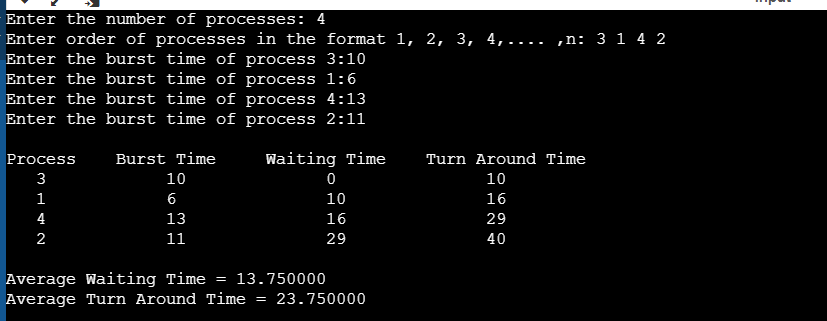 Enter the number of processes: 4
Enter order of processes in the format 1, 2, 3, 4,.... ,n: 3 1 4 2
Enter the burst time of process 3:10
Enter the burst time of process 1:6
Enter the burst time of process 4:13
Enter the burst time of process 2:11
Process Burst Time Waiting Time Turn Around Time
3 10 0 10
1 6 10 16
4 13 16 29
2 11 29 40
Average Waiting Time = 13.750000
Average Turn Around Time = 23.750000